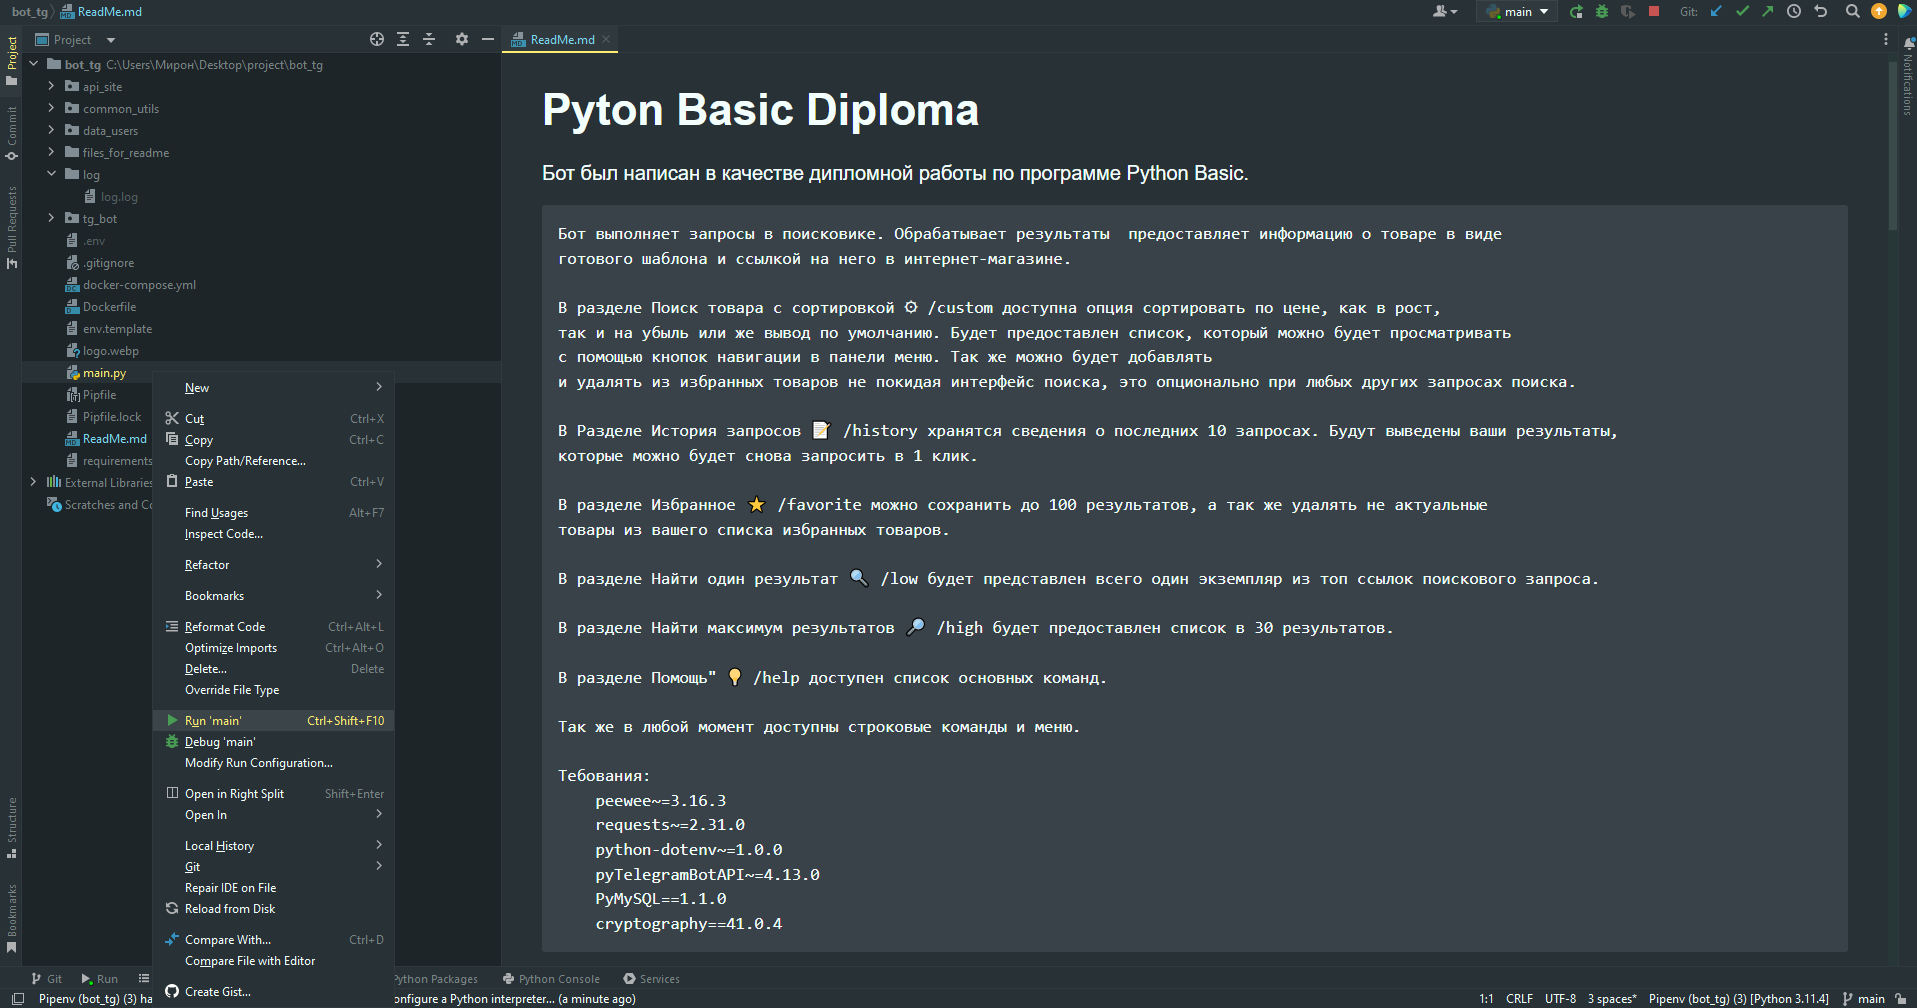 bot_tg
ReadMe.md
main
Git:
Project
ReadMe.md
bot_tg C:\Users\Мирон\Desktop\project\bot_tg
api_site
common_utils
data_users
files_for_readme
log
log.log
tg_bot
.env
.gitignore
docker-compose.yml
Dockerfile
env.template
logo.webp
main.py
Pipfile
Pipfile.lock
ReadMe.md
requirements
External Libraries
Scratches and Co
Project
Commit
Pull Requests
Structure
Bookmarks
New
Cut Ctrl+X
Copy Ctrl+C
Copy Path/Reference...
Paste Ctrl+V
Find Usages Alt+F7
Inspect Code...
Refactor
Bookmarks
Reformat Code Ctrl+Alt+L
Optimize Imports Ctrl+Alt+O
Delete... Delete
Override File Type
Run 'main' Ctrl+Shift+F10
Debug 'main'
Modify Run Configuration...
Open in Right Split Shift+Enter
Open In
Local History
Git
Repair IDE on File
Reload from Disk
Compare With... Ctrl+D
Compare File with Editor
Create Gist...
Pyton Basic Diploma
Бот был написан в качестве дипломной работы по программе Python Basic.
Бот выполняет запросы в поисковике. Обрабатывает результаты  предоставляет информацию о товаре в виде
готового шаблона и ссылкой на него в интернет-магазине.
В разделе Поиск товара с сортировкой ⚙ /custom доступна опция сортировать по цене, как в рост,
так и на убыль или же вывод по умолчанию. Будет предоставлен список, который можно будет просматривать
с помощью кнопок навигации в панели меню. Так же можно будет добавлять
и удалять из избранных товаров не покидая интерфейс поиска, это опционально при любых других запросах поиска.
В Разделе История запросов 📝 /history хранятся сведения о последних 10 запросах. Будут выведены ваши результаты,
которые можно будет снова запросить в 1 клик.
В разделе Избранное ⭐ /favorite можно сохранить до 100 результатов, а так же удалять не актуальные
товары из вашего списка избранных товаров.
В разделе Найти один результат 🔍 /low будет представлен всего один экземпляр из топ ссылок поискового запроса.
В разделе Найти максимум результатов 🔎 /high будет предоставлен список в 30 результатов.
В разделе Помощь" 💡 /help доступен список основных команд.
Так же в любой момент доступны строковые команды и меню.
Тебования:
peewee~=3.16.3
requests~=2.31.0
python-dotenv~=1.0.0
pyTelegramBotAPI~=4.13.0
PyMySQL==1.1.0
cryptography==41.0.4
Notifications
Git
Run
Python Packages
Python Console
Services
Pipenv (bot_tg) (3) ha
onfigure a Python interpreter... (a minute ago)
1:1 CRLF UTF-8 3 spaces* Pipenv (bot_tg) (3) [Python 3.11.4] main